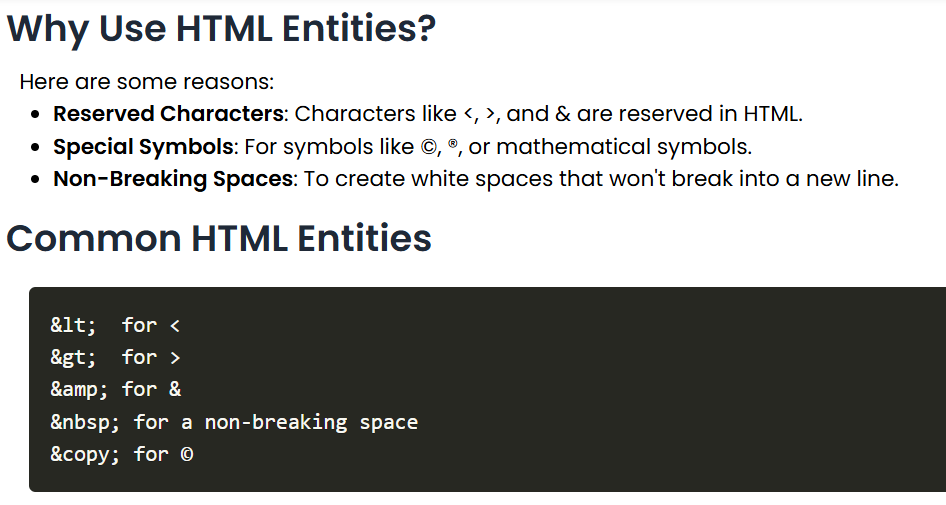 Why Use HTML Entities?
Here are some reasons:
• Reserved Characters: Characters like <, >, and & are reserved in HTML.
• Special Symbols: For symbols like ©, ®, or mathematical symbols.
• Non-Breaking Spaces: To create white spaces that won't break into a new line.
Common HTML Entities
&lt;  for <
&gt;  for >
&amp; for &
&nbsp; for a non-breaking space
&copy; for ©